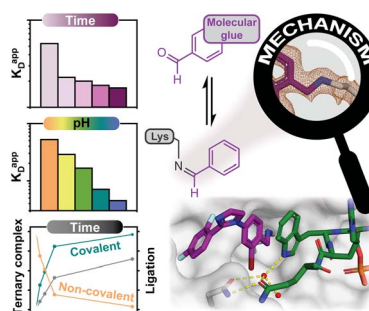 Time
K_D^app
pH
K_D^app
Time
Ternary complex
Covalent
Non-covalent
Ligation
Molecular
glue
O
H
Lys
N
H
MECHANISM